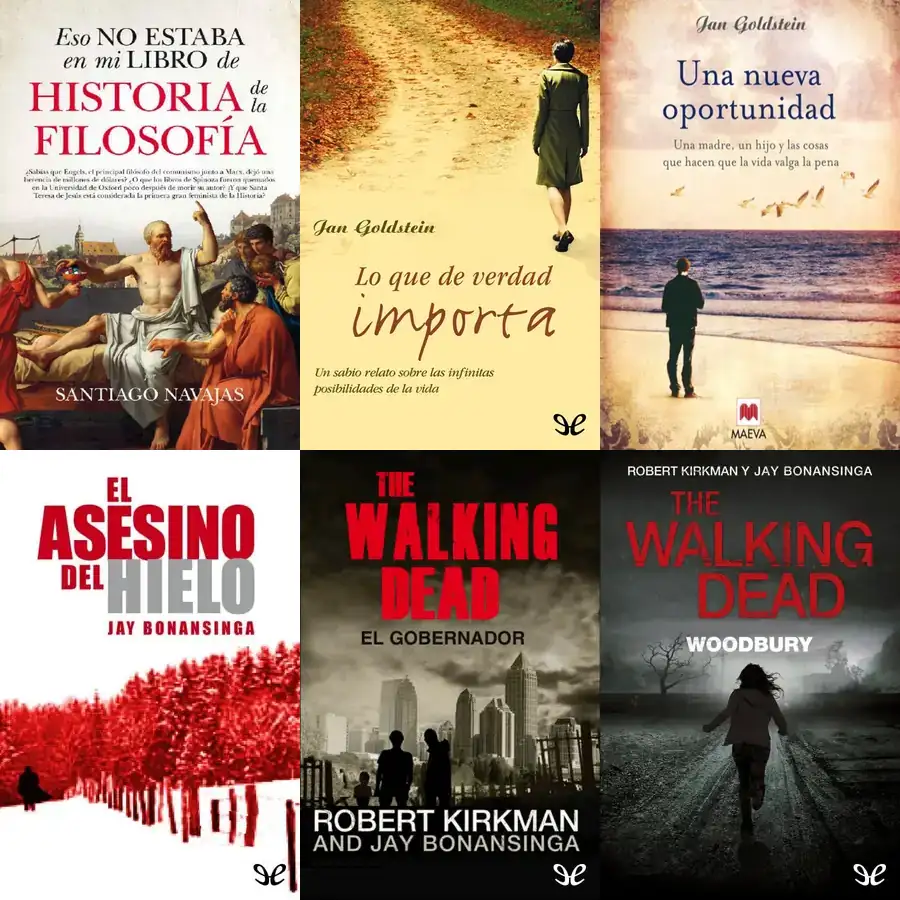 Eso NO ESTABA
en mi LIBRO de
HISTORIA de la
FILOSOFÍA
¿Sabías que Engels, el principal filósofo del comunismo junto a Marx, dejó una
herencia de millones de dólares? ¿O que los libros de Spinoza fueron quemados
en la Universidad de Oxford poco después de morir su autor? ¿Y que Santa
Teresa de Jesús está considerada la primera gran feminista de la Historia?
SANTIAGO NAVAJAS
Jan Goldstein
Lo que de verdad
importa
Un sabio relato sobre las infinitas
posibilidades de la vida
Jan Goldstein
Una nueva
oportunidad
Una madre, un hijo y las cosas
que hacen que la vida valga la pena
MAEVA
EL
ASESINO
DEL HIELO
JAY BONANSINGA
THE
WALKING
DEAD
EL GOBERNADOR
ROBERT KIRKMAN
AND JAY BONANSINGA
ROBERT KIRKMAN Y JAY BONANSINGA
THE
WALKING
DEAD
WOODBURY